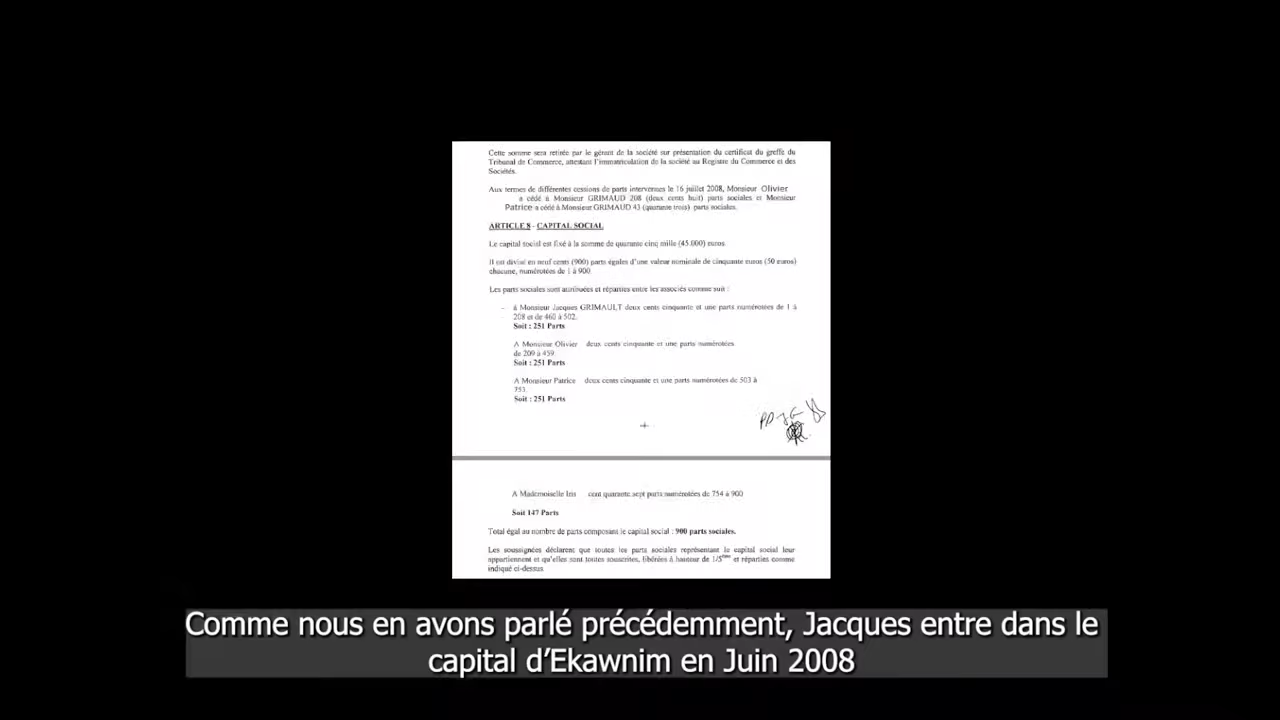 Cette somme sera retirée par le gérant de la société sur présentation du certificat du greffe du
Tribunal de Commerce, attestant l'immatriculation de la société au Registre du Commerce et des
Sociétés.
Aux termes de différentes cessions de parts intervenues le 16 juillet 2008, Monsieur Olivier
a cédé à Monsieur GRIMAUD 208 (deux cents huit) parts sociales et Monsieur
Patrice a cédé à Monsieur GRIMAUD 43 (quarante trois) parts sociales.
ARTICLE 8 - CAPITAL SOCIAL
Le capital social est fixé à la somme de quarante cinq mille (45.000) euros.
Il est divisé en neuf cents (900) parts égales d'une valeur nominale de cinquante euros (50 euros)
chacune, numérotées de 1 à 900
Les parts sociales sont attribuées et réparties entre les associés comme suit :
- à Monsieur Jacques GRIMAULT deux cents cinquante et une parts numérotées de 1 à
208 et de 460 à 502.
Soit : 251 Parts
A Monsieur Olivier deux cents cinquante et une parts numérotées
de 209 à 459.
Soit : 251 Parts
A Monsieur Patrice deux cents cinquante et une parts numérotées de 503 à
753.
Soit : 251 Parts
PD JG
A Mademoiselle Iris cent quarante sept parts numérotées de 754 à 900
Soit 147 Parts
Total égal au nombre de parts composant le capital social : 900 parts sociales.
Les soussignées déclarent que toutes les parts sociales représentant le capital social leur
appartiennent et qu'elles sont toutes souscrites, libérées à hauteur de 1/5ème et réparties comme
indiqué ci-dessus
Comme nous en avons parlé précédemment, Jacques entre dans le
capital d'Ekawnim en Juin 2008